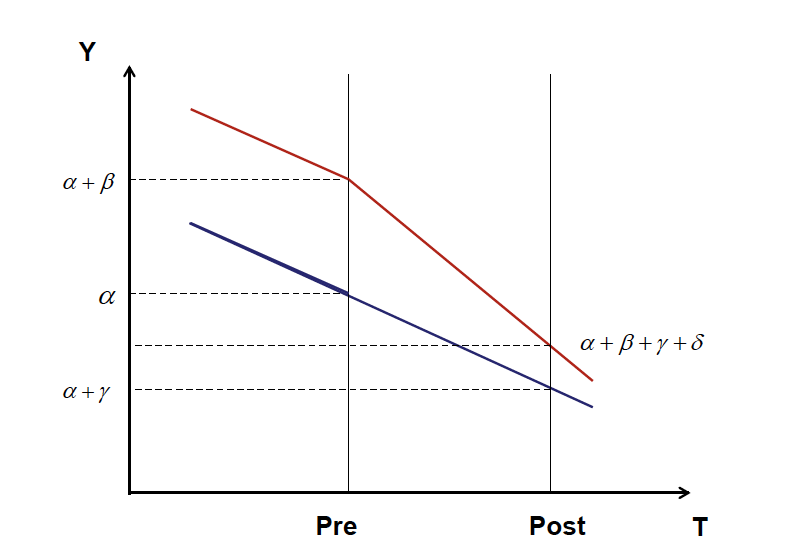 Y
α + β
α
α + β + γ + δ
α + γ
Pre
Post
T